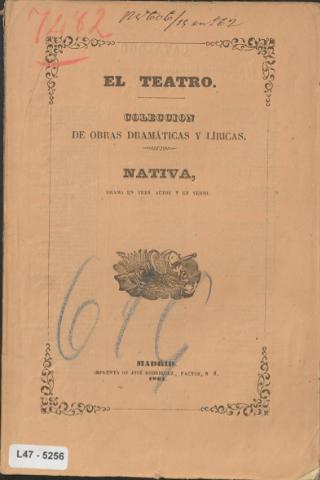 7482
EL TEATRO.
COLECCION
DE OBRAS DRAMÁTICAS Y LÍRICAS.
NATIVA,
DRAMA EN TRES ACTOS Y EN VERSO.
MADRID.
IMPRENTA DE JOSÉ RODRIGUEZ, FACTOR, 9.
L47 - 5256